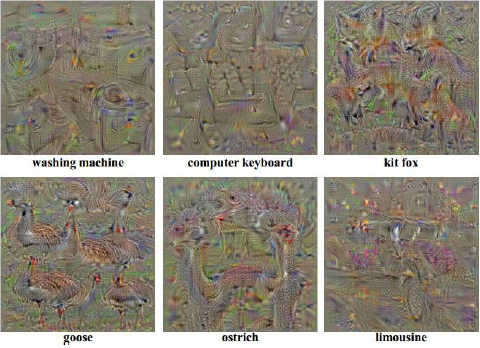 washing machine
computer keyboard
kit fox
goose
ostrich
limousine